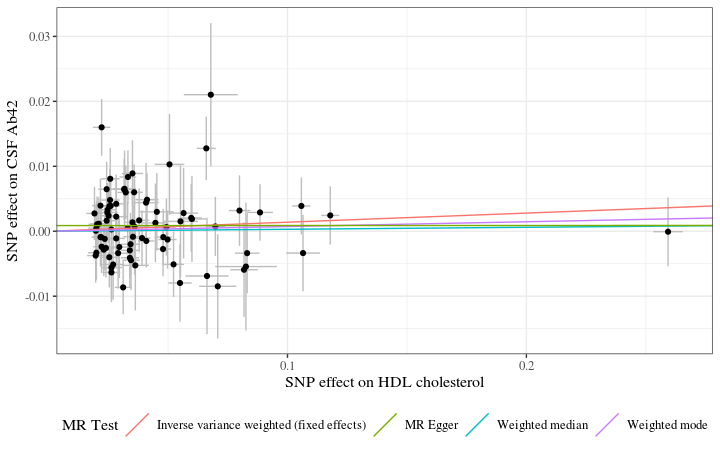 0.03
0.02
0.01
0.00
-0.01
SNP effect on CSF Ab42
0.1
0.2
SNP effect on HDL cholesterol
MR Test
Inverse variance weighted (fixed effects)
MR Egger
Weighted median
Weighted mode